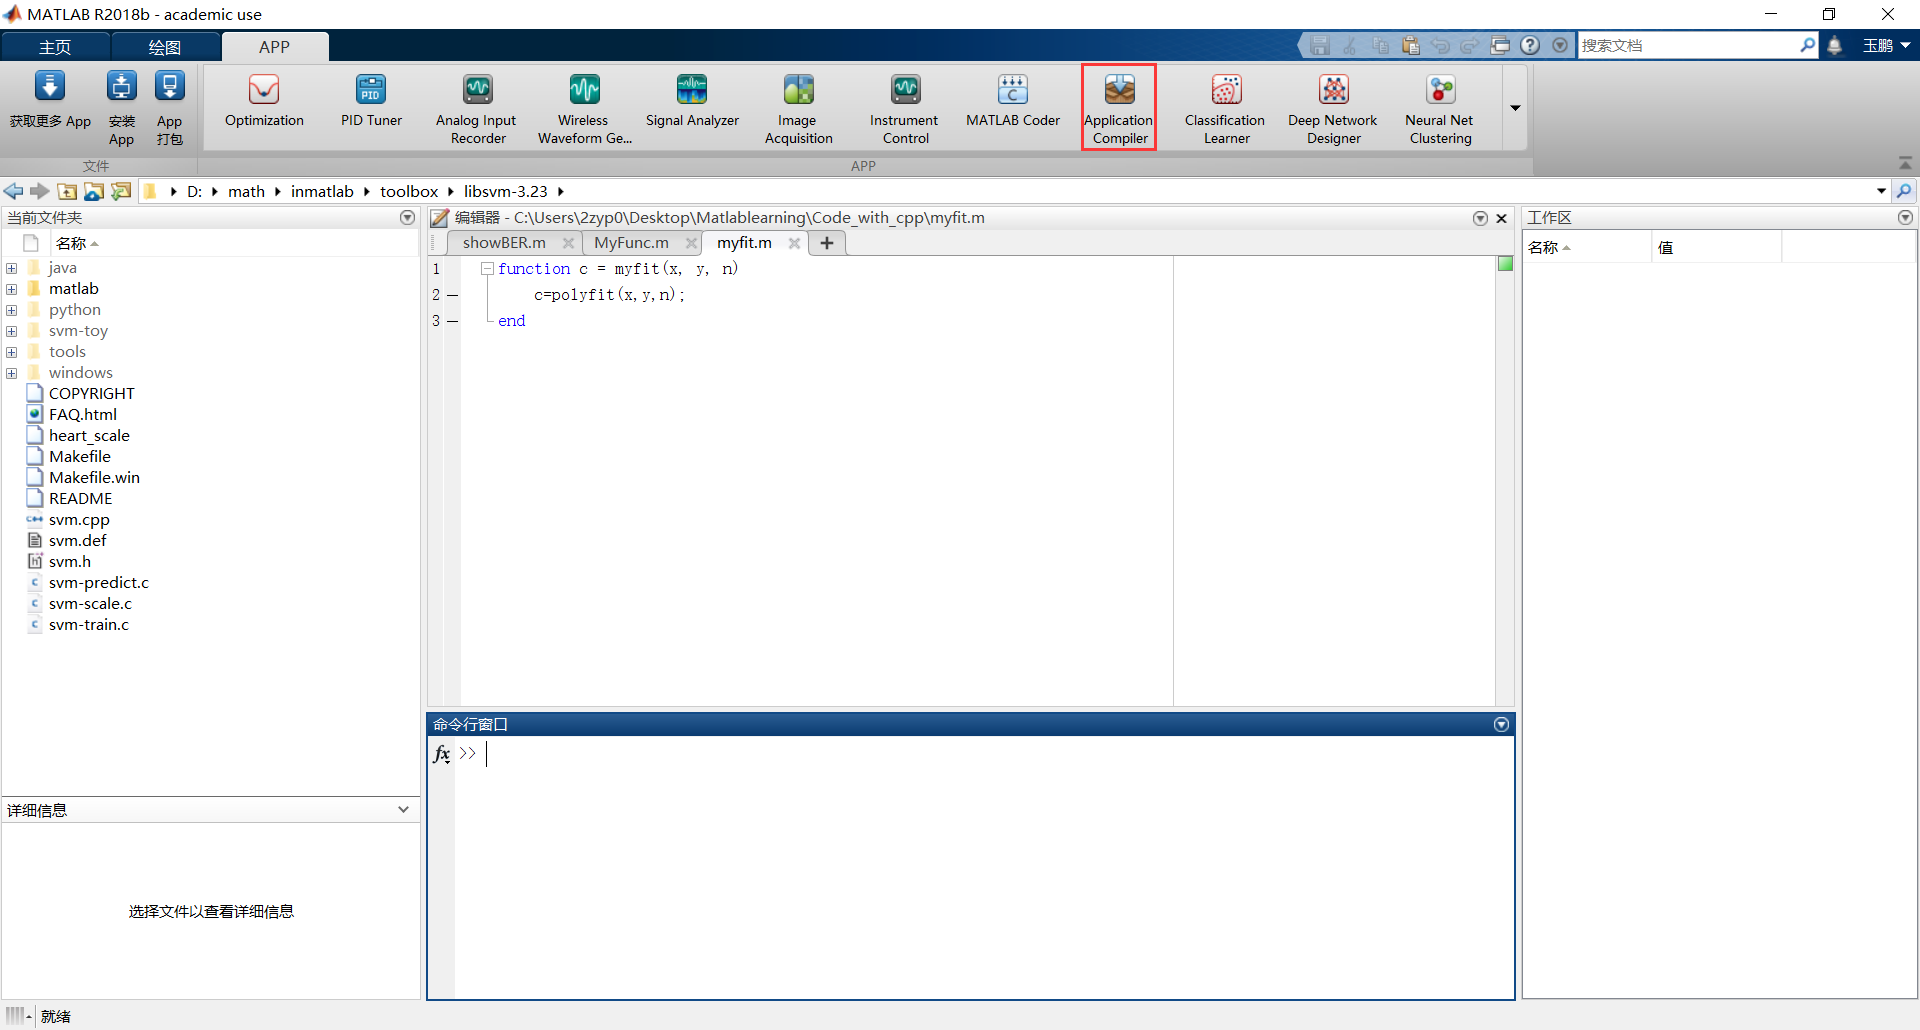 MATLAB R2018b - academic use
主页 绘图 APP
搜索文档 玉鹏
获取更多 App
安装 App
App 打包
Optimization
PID
PID Tuner
Analog Input Recorder
Wireless Waveform Ge...
Signal Analyzer
Image Acquisition
Instrument Control
C
MATLAB Coder
Application Compiler
Classification Learner
Deep Network Designer
Neural Net Clustering
文件 APP
D: math inmatlab toolbox libsvm-3.23
当前文件夹
名称
java
matlab
python
svm-toy
tools
windows
COPYRIGHT
FAQ.html
heart_scale
Makefile
Makefile.win
README
svm.cpp
svm.def
svm.h
svm-predict.c
svm-scale.c
svm-train.c
详细信息
选择文件以查看详细信息
编辑器 - C:\Users\2zyp0\Desktop\Matlablearning\Code_with_cpp\myfit.m
showBER.m MyFunc.m myfit.m
1 function c = myfit(x, y, n)
2 c=polyfit(x,y,n);
3 end
命令行窗口
fx >>
工作区
名称 值
就绪